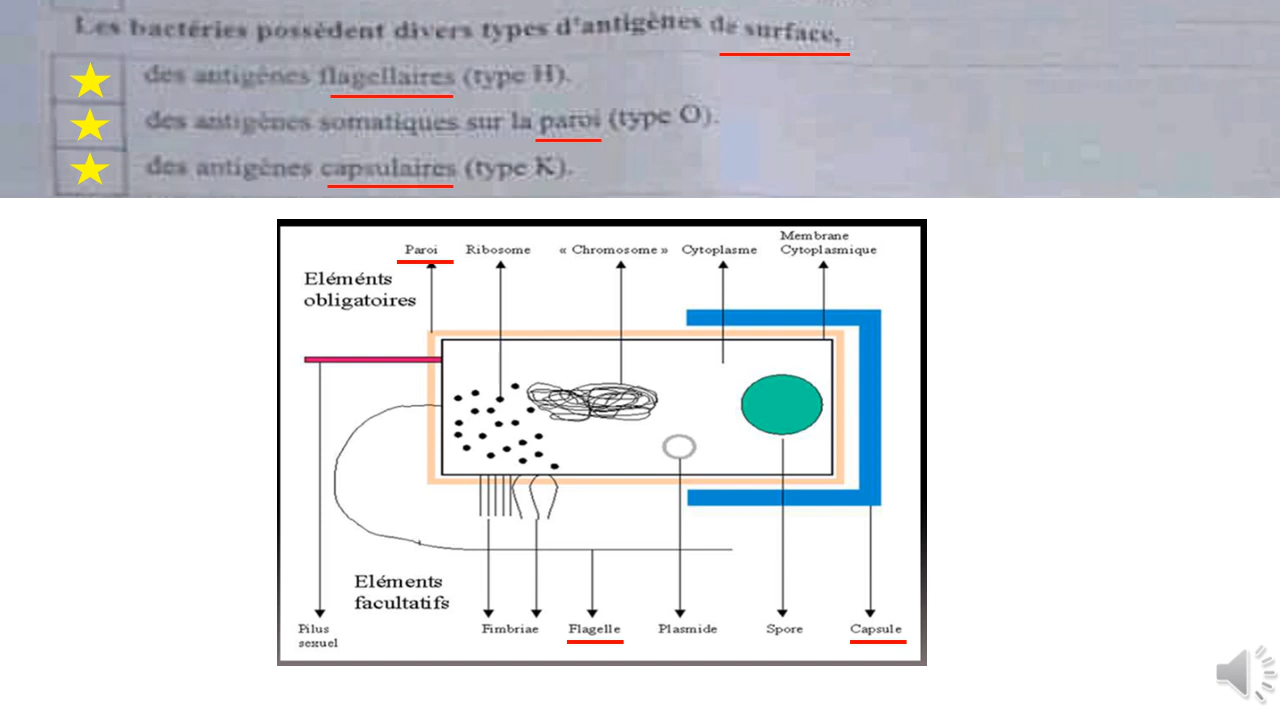 Les bactéries possèdent divers types d'antigènes de surface,
des antigènes flagellaires (type H).
des antigènes somatiques sur la paroi (type O).
des antigènes capsulaires (type K).
Paroi
Ribosome
« Chromosome »
Cytoplasme
Membrane
Cytoplasmique
Eléménts
obligatoires
Eléments
facultatifs
Pilus
sexuel
Fimbriae
Flagelle
Plasmide
Spore
Capsule